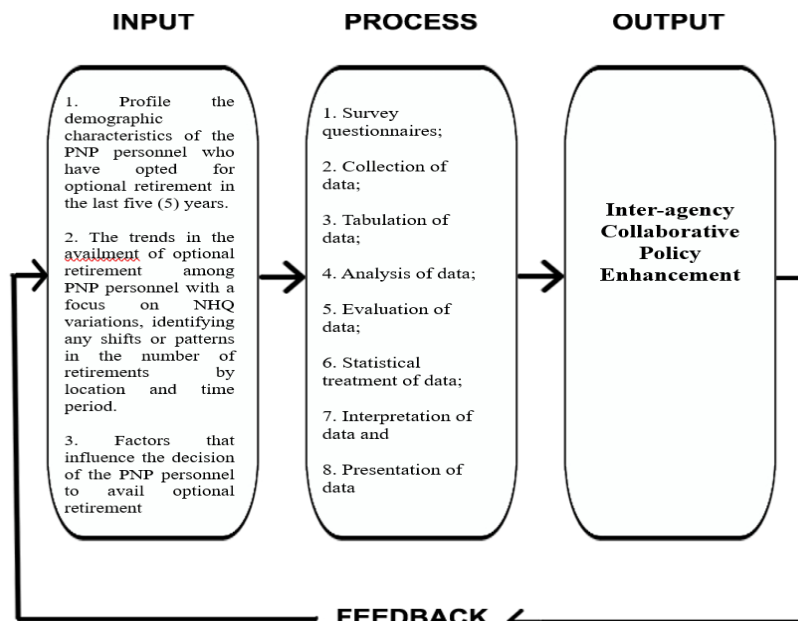 INPUT
1. Profile the
demographic
characteristics of the
PNP personnel who
have opted for
optional retirement in
the last five (5) years.
2. The trends in the
availment of optional
retirement among
PNP personnel with a
focus on NHQ
variations, identifying
any shifts or patterns
in the number of
retirements by
location and time
period.
3. Factors that
influence the decision
of the PNP personnel
to avail optional
retirement
PROCESS
1. Survey
questionnaires;
2. Collection of
data;
3. Tabulation of
data;
4. Analysis of data;
5. Evaluation of
data;
6. Statistical
treatment of data;
7. Interpretation of
data and
8. Presentation of
data
OUTPUT
Inter-agency
Collaborative
Policy
Enhancement
FEEDBACK